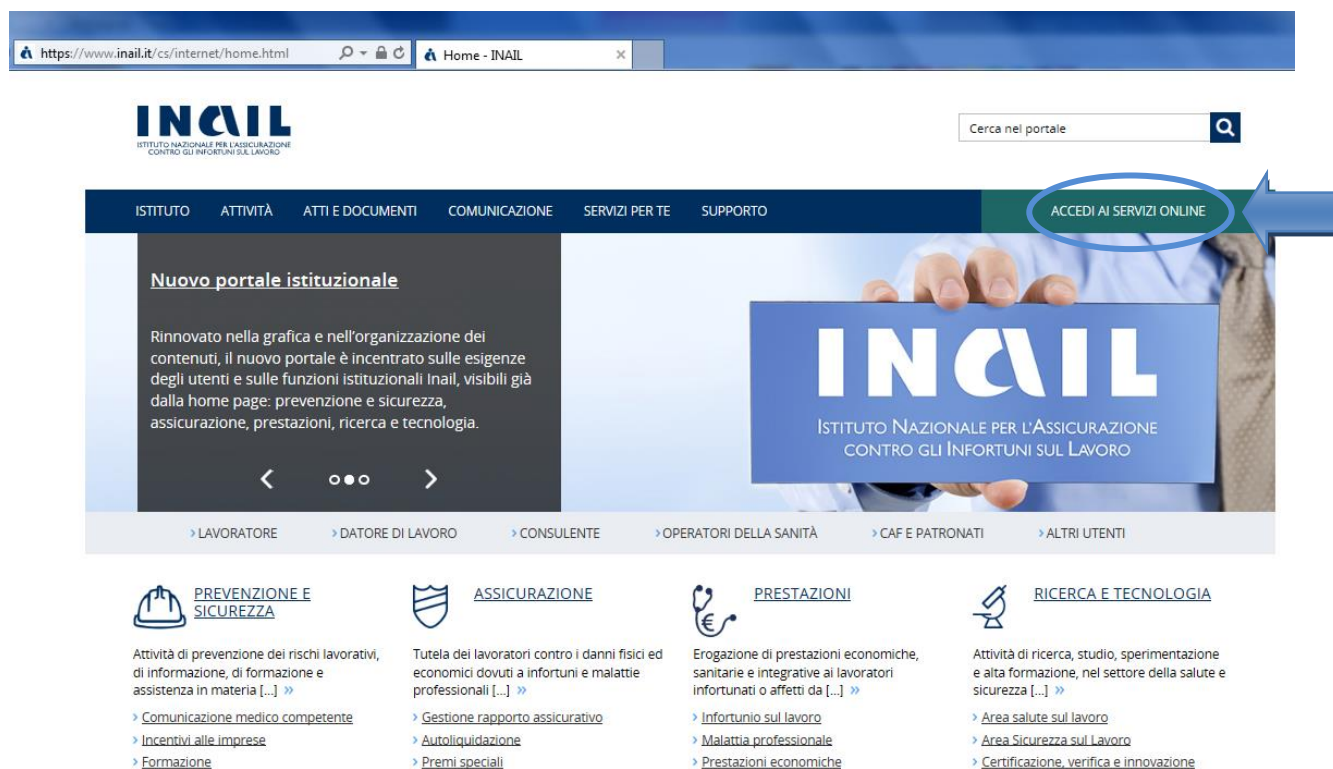 https://www.inail.it/cs/internet/home.html
Home - INAIL
INAIL
ISTITUTO NAZIONALE PER L'ASSICURAZIONE
CONTRO GLI INFORTUNI SUL LAVORO
Cerca nel portale
ISTITUTO ATTIVITÀ ATTI E DOCUMENTI COMUNICAZIONE SERVIZI PER TE SUPPORTO ACCEDI AI SERVIZI ONLINE
Nuovo portale istituzionale
Rinnovato nella grafica e nell'organizzazione dei
contenuti, il nuovo portale è incentrato sulle esigenze
degli utenti e sulle funzioni istituzionali Inail, visibili già
dalla home page: prevenzione e sicurezza,
assicurazione, prestazioni, ricerca e tecnologia.
INAIL
ISTITUTO NAZIONALE PER L'ASSICURAZIONE
CONTRO GLI INFORTUNI SUL LAVORO
› LAVORATORE › DATORE DI LAVORO › CONSULENTE › OPERATORI DELLA SANITÀ › CAF E PATRONATI › ALTRI UTENTI
PREVENZIONE E
SICUREZZA
Attività di prevenzione dei rischi lavorativi,
di informazione, di formazione e
assistenza in materia [...] »
› Comunicazione medico competente
› Incentivi alle imprese
› Formazione
ASSICURAZIONE
Tutela dei lavoratori contro i danni fisici ed
economici dovuti a infortuni e malattie
professionali [...] »
› Gestione rapporto assicurativo
› Autoliquidazione
› Premi speciali
PRESTAZIONI
Erogazione di prestazioni economiche,
sanitarie e integrative ai lavoratori
infortunati o affetti da [...] »
› Infortunio sul lavoro
› Malattia professionale
› Prestazioni economiche
RICERCA E TECNOLOGIA
Attività di ricerca, studio, sperimentazione
e alta formazione, nel settore della salute e
sicurezza [...] »
› Area salute sul lavoro
› Area Sicurezza sul Lavoro
› Certificazione, verifica e innovazione